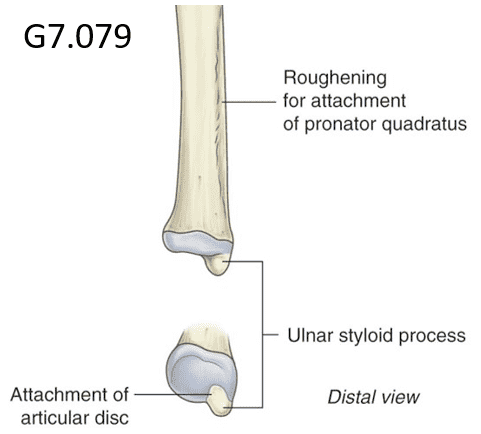 G7.079
Roughening
for attachment
of pronator quadratus
Ulnar styloid process
Attachment of
articular disc
Distal view